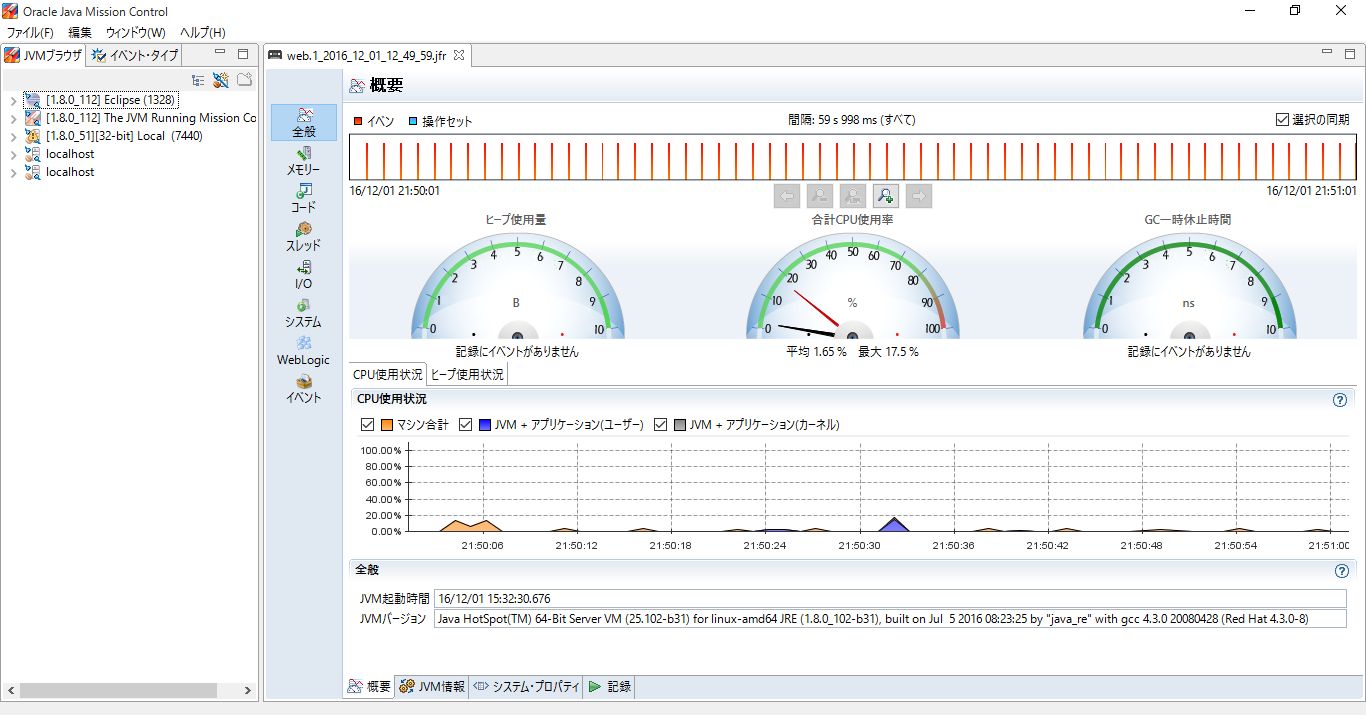 Oracle Java Mission Control
ファイル(F) 編集 ウィンドウ(W) ヘルプ(H)
JVMブラウザ イベント・タイプ
[1.8.0_112] Eclipse (1328)
[1.8.0_112] The JVM Running Mission Co
[1.8.0_51][32-bit] Local (7440)
localhost
localhost
web.1_2016_12_01_12_49_59.jfr
全般
メモリー
コード
スレッド
I/O
システム
WebLogic
イベント
概要
イベン 操作セット 間隔: 59 s 998 ms (すべて) 選択の同期
16/12/01 21:50:01 16/12/01 21:51:01
ヒープ使用量
0 1 2 3 4 5 6 7 8 9 10
B
記録にイベントがありません
合計CPU使用率
0 10 20 30 40 50 60 70 80 90 100
%
平均 1.65 % 最大 17.5 %
GC一時休止時間
0 1 2 3 4 5 6 7 8 9 10
ns
記録にイベントがありません
CPU使用状況 ヒープ使用状況
CPU使用状況
マシン合計 JVM + アプリケーション(ユーザー) JVM + アプリケーション(カーネル)
100.00 %
80.00 %
60.00 %
40.00 %
20.00 %
0.00 %
21:50:06 21:50:12 21:50:18 21:50:24 21:50:30 21:50:36 21:50:42 21:50:48 21:50:54 21:51:00
全般
JVM起動時間 16/12/01 15:32:30.676
JVMバージョン Java HotSpot(TM) 64-Bit Server VM (25.102-b31) for linux-amd64 JRE (1.8.0_102-b31), built on Jul 5 2016 08:23:25 by "java_re" with gcc 4.3.0 20080428 (Red Hat 4.3.0-8)
概要 JVM情報 システム・プロパティ 記録